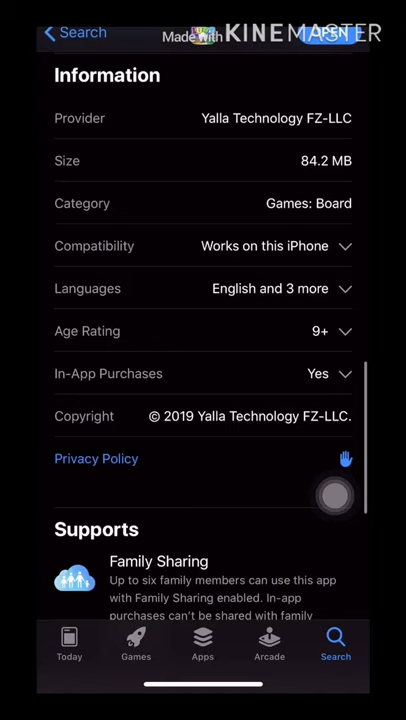 Search
Made with KINEMASTER
OPEN
Information
Provider Yalla Technology FZ-LLC
Size 84.2 MB
Category Games: Board
Compatibility Works on this iPhone
Languages English and 3 more
Age Rating 9+
In-App Purchases Yes
Copyright © 2019 Yalla Technology FZ-LLC.
Privacy Policy
Supports
Family Sharing
Up to six family members can use this app
with Family Sharing enabled. In-app
purchases can't be shared with family
Today Games Apps Arcade Search